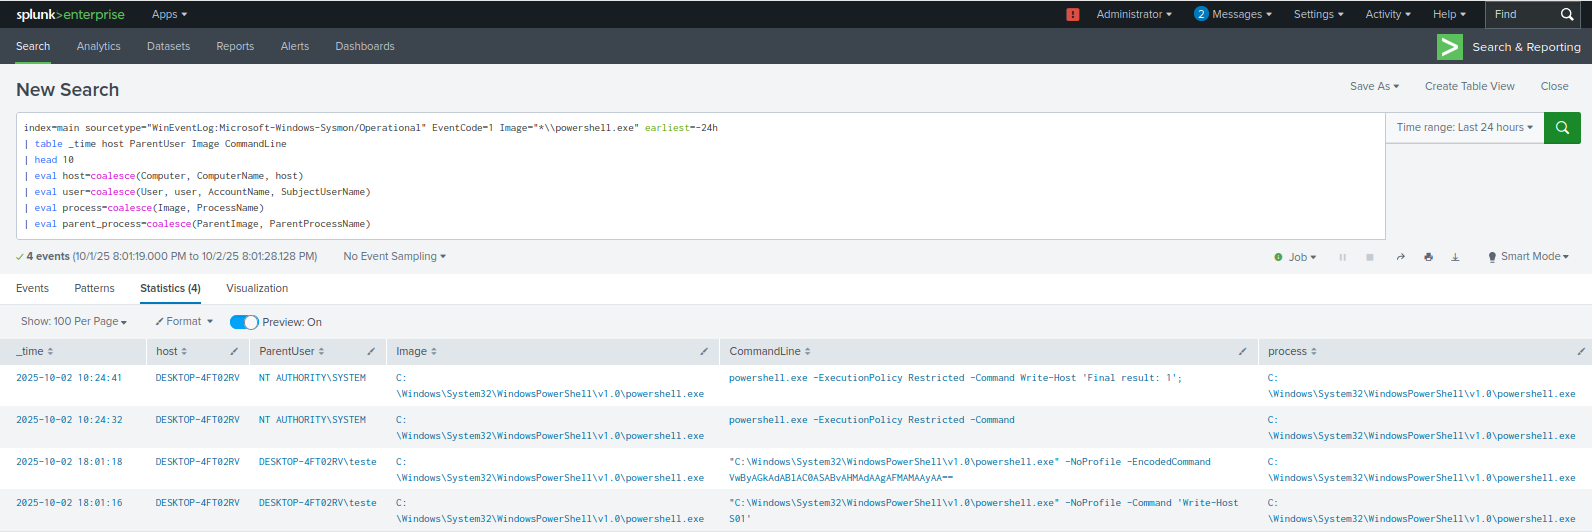 splunk>enterprise Apps Administrator 2 Messages Settings Activity Help Find
Search Analytics Datasets Reports Alerts Dashboards Search & Reporting
New Search Save As Create Table View Close
index=main sourcetype="WinEventLog:Microsoft-Windows-Sysmon/Operational" EventCode=1 Image="*\\powershell.exe" earliest=-24h Time range: Last 24 hours
| table _time host ParentUser Image CommandLine
| head 10
| eval host=coalesce(Computer, ComputerName, host)
| eval user=coalesce(User, user, AccountName, SubjectUserName)
| eval process=coalesce(Image, ProcessName)
| eval parent_process=coalesce(ParentImage, ParentProcessName)
4 events (10/1/25 8:01:19.000 PM to 10/2/25 8:01:28.128 PM) No Event Sampling Job Smart Mode
Events Patterns Statistics (4) Visualization
Show: 100 Per Page Format Preview: On
_time host ParentUser Image CommandLine process
2025-10-02 10:24:41 DESKTOP-4FT02RV NT AUTHORITY\SYSTEM C: powershell.exe -ExecutionPolicy Restricted -Command Write-Host 'Final result: 1'; C:
\Windows\System32\WindowsPowerShell\v1.0\powershell.exe \Windows\System32\WindowsPowerShell\v1.0\powershell.exe
2025-10-02 10:24:32 DESKTOP-4FT02RV NT AUTHORITY\SYSTEM C: powershell.exe -ExecutionPolicy Restricted -Command C:
\Windows\System32\WindowsPowerShell\v1.0\powershell.exe \Windows\System32\WindowsPowerShell\v1.0\powershell.exe
2025-10-02 18:01:18 DESKTOP-4FT02RV DESKTOP-4FT02RV\teste C: "C:\Windows\System32\WindowsPowerShell\v1.0\powershell.exe" -NoProfile -EncodedCommand C:
\Windows\System32\WindowsPowerShell\v1.0\powershell.exe VwByAGkAdABlAC0ASABvAHMAdAAgAFMAMAAyAA== \Windows\System32\WindowsPowerShell\v1.0\powershell.exe
2025-10-02 18:01:16 DESKTOP-4FT02RV DESKTOP-4FT02RV\teste C: "C:\Windows\System32\WindowsPowerShell\v1.0\powershell.exe" -NoProfile -Command 'Write-Host C:
\Windows\System32\WindowsPowerShell\v1.0\powershell.exe S01' \Windows\System32\WindowsPowerShell\v1.0\powershell.exe